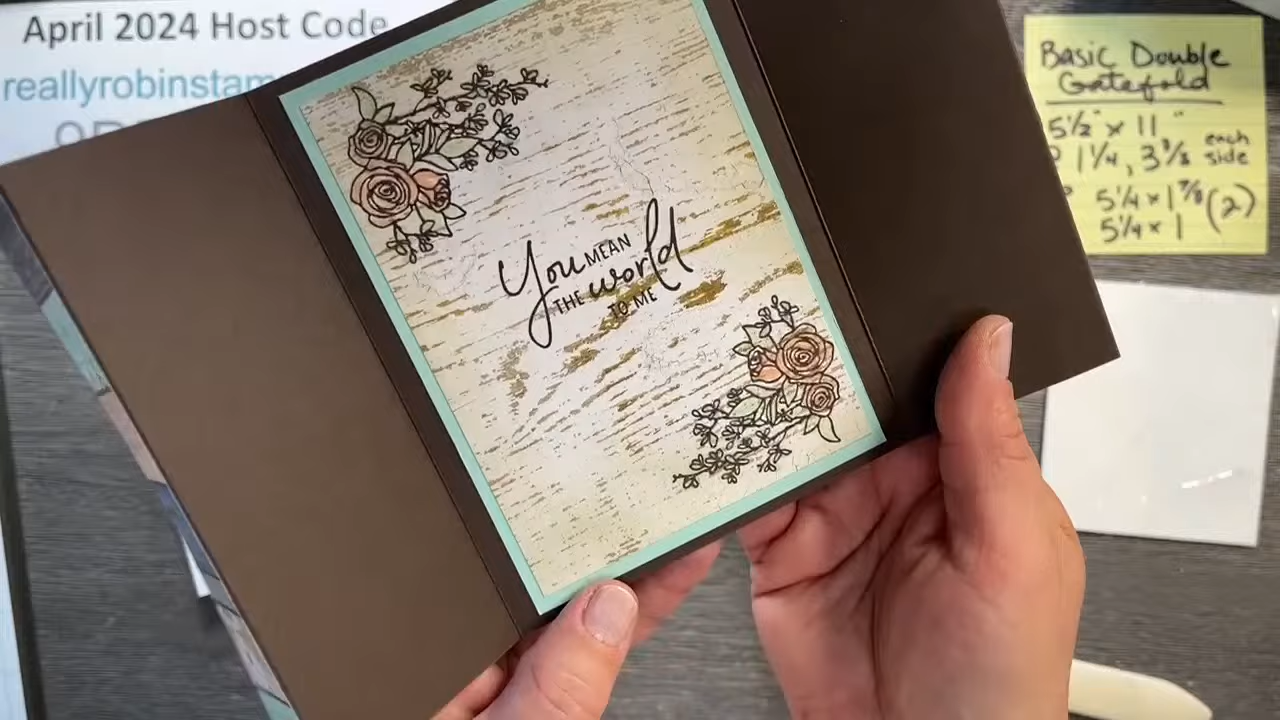 April 2024 Host Code
reallyrobinstam
You MEAN
THE world
TO ME
Basic Double
Gatefold
5½" x 11"
1¼, 3⅜ each side
5¼ x 1⅞ (2)
5¼ x 1